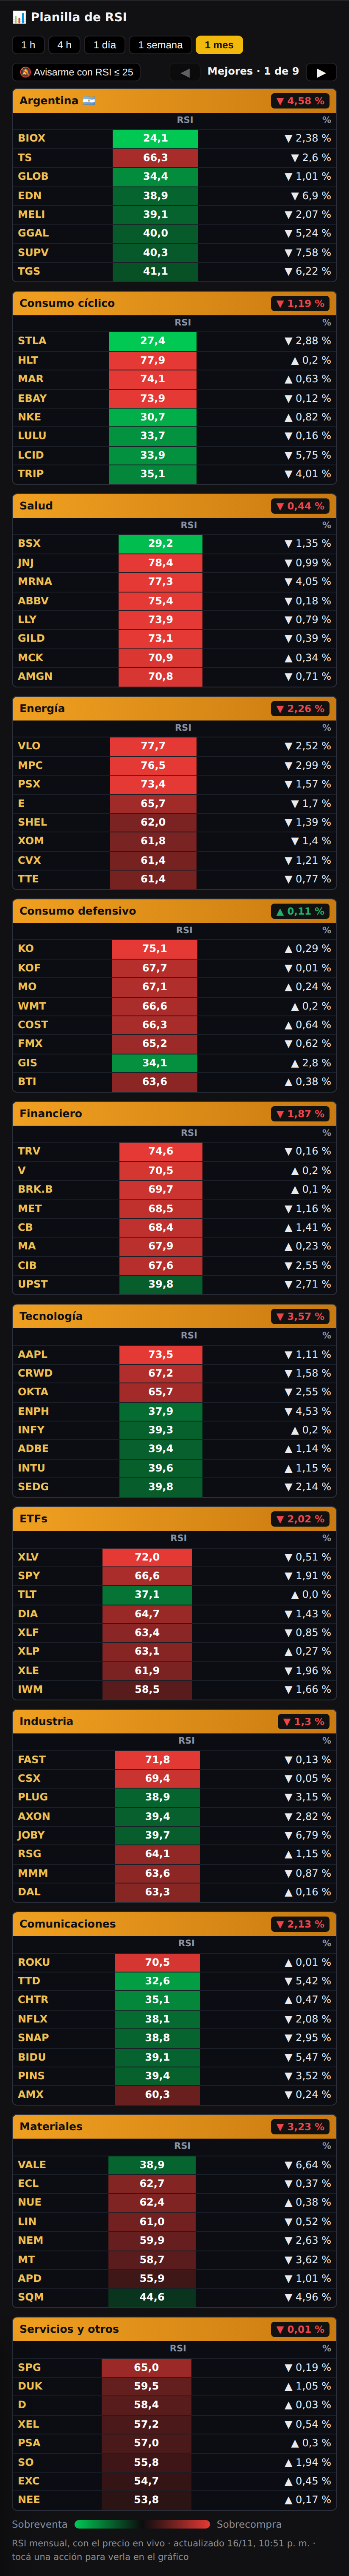 📊 Planilla de RSI
1 h 4 h 1 día 1 semana 1 mes
🔕 Avisarme con RSI ≤ 25 ◀ Mejores · 1 de 9 ▶
Argentina 🇦🇷 ▼ 4,58 %
RSI %
BIOX 24,1 ▼ 2,38 %
TS 66,3 ▼ 2,6 %
GLOB 34,4 ▼ 1,01 %
EDN 38,9 ▼ 6,9 %
MELI 39,1 ▼ 2,07 %
GGAL 40,0 ▼ 5,24 %
SUPV 40,3 ▼ 7,58 %
TGS 41,1 ▼ 6,22 %
Consumo cíclico ▼ 1,19 %
RSI %
STLA 27,4 ▼ 2,88 %
HLT 77,9 ▲ 0,2 %
MAR 74,1 ▲ 0,63 %
EBAY 73,9 ▼ 0,12 %
NKE 30,7 ▲ 0,82 %
LULU 33,7 ▼ 0,16 %
LCID 33,9 ▼ 5,75 %
TRIP 35,1 ▼ 4,01 %
Salud ▼ 0,44 %
RSI %
BSX 29,2 ▼ 1,35 %
JNJ 78,4 ▼ 0,99 %
MRNA 77,3 ▼ 4,05 %
ABBV 75,4 ▼ 0,18 %
LLY 73,9 ▼ 0,79 %
GILD 73,1 ▼ 0,39 %
MCK 70,9 ▲ 0,34 %
AMGN 70,8 ▼ 0,71 %
Energía ▼ 2,26 %
RSI %
VLO 77,7 ▼ 2,52 %
MPC 76,5 ▼ 2,99 %
PSX 73,4 ▼ 1,57 %
E 65,7 ▼ 1,7 %
SHEL 62,0 ▼ 1,39 %
XOM 61,8 ▼ 1,4 %
CVX 61,4 ▼ 1,21 %
TTE 61,4 ▼ 0,77 %
Consumo defensivo ▲ 0,11 %
RSI %
KO 75,1 ▲ 0,29 %
KOF 67,7 ▼ 0,01 %
MO 67,1 ▲ 0,24 %
WMT 66,6 ▲ 0,2 %
COST 66,3 ▲ 0,64 %
FMX 65,2 ▼ 0,62 %
GIS 34,1 ▲ 2,8 %
BTI 63,6 ▲ 0,38 %
Financiero ▼ 1,87 %
RSI %
TRV 74,6 ▼ 0,16 %
V 70,5 ▲ 0,2 %
BRK.B 69,7 ▲ 0,1 %
MET 68,5 ▼ 1,16 %
CB 68,4 ▲ 1,41 %
MA 67,9 ▲ 0,23 %
CIB 67,6 ▼ 2,55 %
UPST 39,8 ▼ 2,71 %
Tecnología ▼ 3,57 %
RSI %
AAPL 73,5 ▼ 1,11 %
CRWD 67,2 ▼ 1,58 %
OKTA 65,7 ▼ 2,55 %
ENPH 37,9 ▼ 4,53 %
INFY 39,3 ▲ 0,2 %
ADBE 39,4 ▲ 1,14 %
INTU 39,6 ▲ 1,15 %
SEDG 39,8 ▼ 2,14 %
ETFs ▼ 2,02 %
RSI %
XLV 72,0 ▼ 0,51 %
SPY 66,6 ▼ 1,91 %
TLT 37,1 ▲ 0,0 %
DIA 64,7 ▼ 1,43 %
XLF 63,4 ▼ 0,85 %
XLP 63,1 ▲ 0,27 %
XLE 61,9 ▼ 1,96 %
IWM 58,5 ▼ 1,66 %
Industria ▼ 1,3 %
RSI %
FAST 71,8 ▼ 0,13 %
CSX 69,4 ▼ 0,05 %
PLUG 38,9 ▼ 3,15 %
AXON 39,4 ▼ 2,82 %
JOBY 39,7 ▼ 6,79 %
RSG 64,1 ▲ 1,15 %
MMM 63,6 ▼ 0,87 %
DAL 63,3 ▲ 0,16 %
Comunicaciones ▼ 2,13 %
RSI %
ROKU 70,5 ▲ 0,01 %
TTD 32,6 ▼ 5,42 %
CHTR 35,1 ▲ 0,47 %
NFLX 38,1 ▼ 2,08 %
SNAP 38,8 ▼ 2,95 %
BIDU 39,1 ▼ 5,47 %
PINS 39,4 ▼ 3,52 %
AMX 60,3 ▼ 0,24 %
Materiales ▼ 3,23 %
RSI %
VALE 38,9 ▼ 6,64 %
ECL 62,7 ▼ 0,37 %
NUE 62,4 ▲ 0,38 %
LIN 61,0 ▼ 0,52 %
NEM 59,9 ▼ 2,63 %
MT 58,7 ▼ 3,62 %
APD 55,9 ▼ 1,01 %
SQM 44,6 ▼ 4,96 %
Servicios y otros ▼ 0,01 %
RSI %
SPG 65,0 ▼ 0,19 %
DUK 59,5 ▲ 1,05 %
D 58,4 ▲ 0,03 %
XEL 57,2 ▼ 0,54 %
PSA 57,0 ▲ 0,3 %
SO 55,8 ▲ 1,94 %
EXC 54,7 ▲ 0,45 %
NEE 53,8 ▲ 0,17 %
Sobreventa Sobrecompra
RSI mensual, con el precio en vivo · actualizado 16/11, 10:51 p. m. ·
tocá una acción para verla en el gráfico